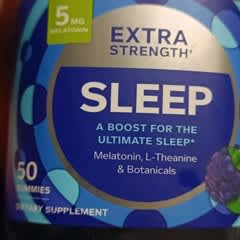 5 MG
MELATONIN
EXTRA
STRENGTH†
SLEEP
A BOOST FOR THE
ULTIMATE SLEEP*
Melatonin, L-Theanine
& Botanicals
50
GUMMIES
DIETARY SUPPLEMENT